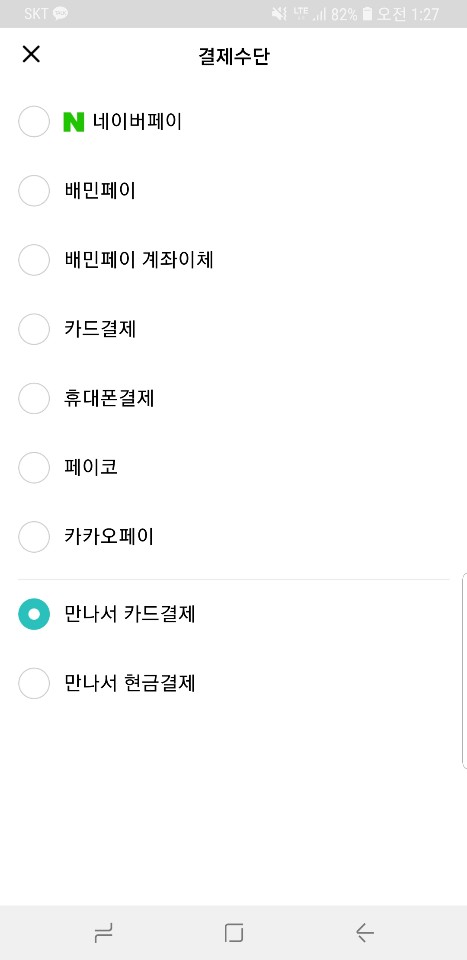 SKT 82% 오전 1:27
LTE
결제수단
N 네이버페이
배민페이
배민페이 계좌이체
카드결제
휴대폰결제
페이코
카카오페이
만나서 카드결제
만나서 현금결제